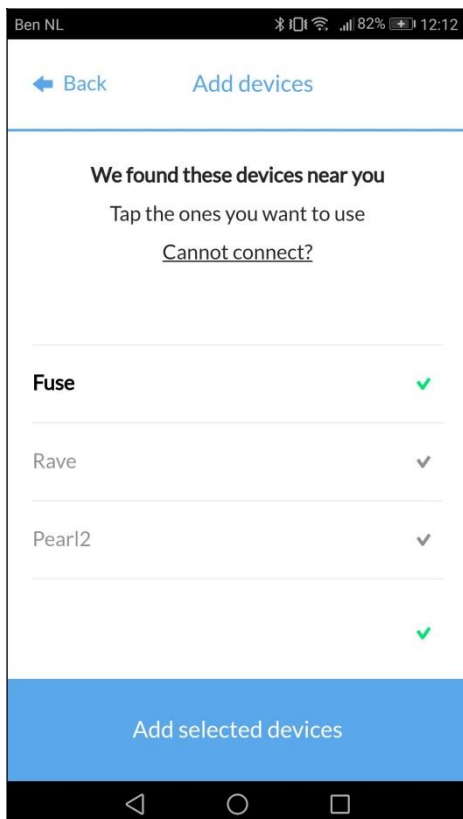 Ben NL 82% 12:12
Back Add devices
We found these devices near you
Tap the ones you want to use
Cannot connect?
Fuse
Rave
Pearl2
Add selected devices